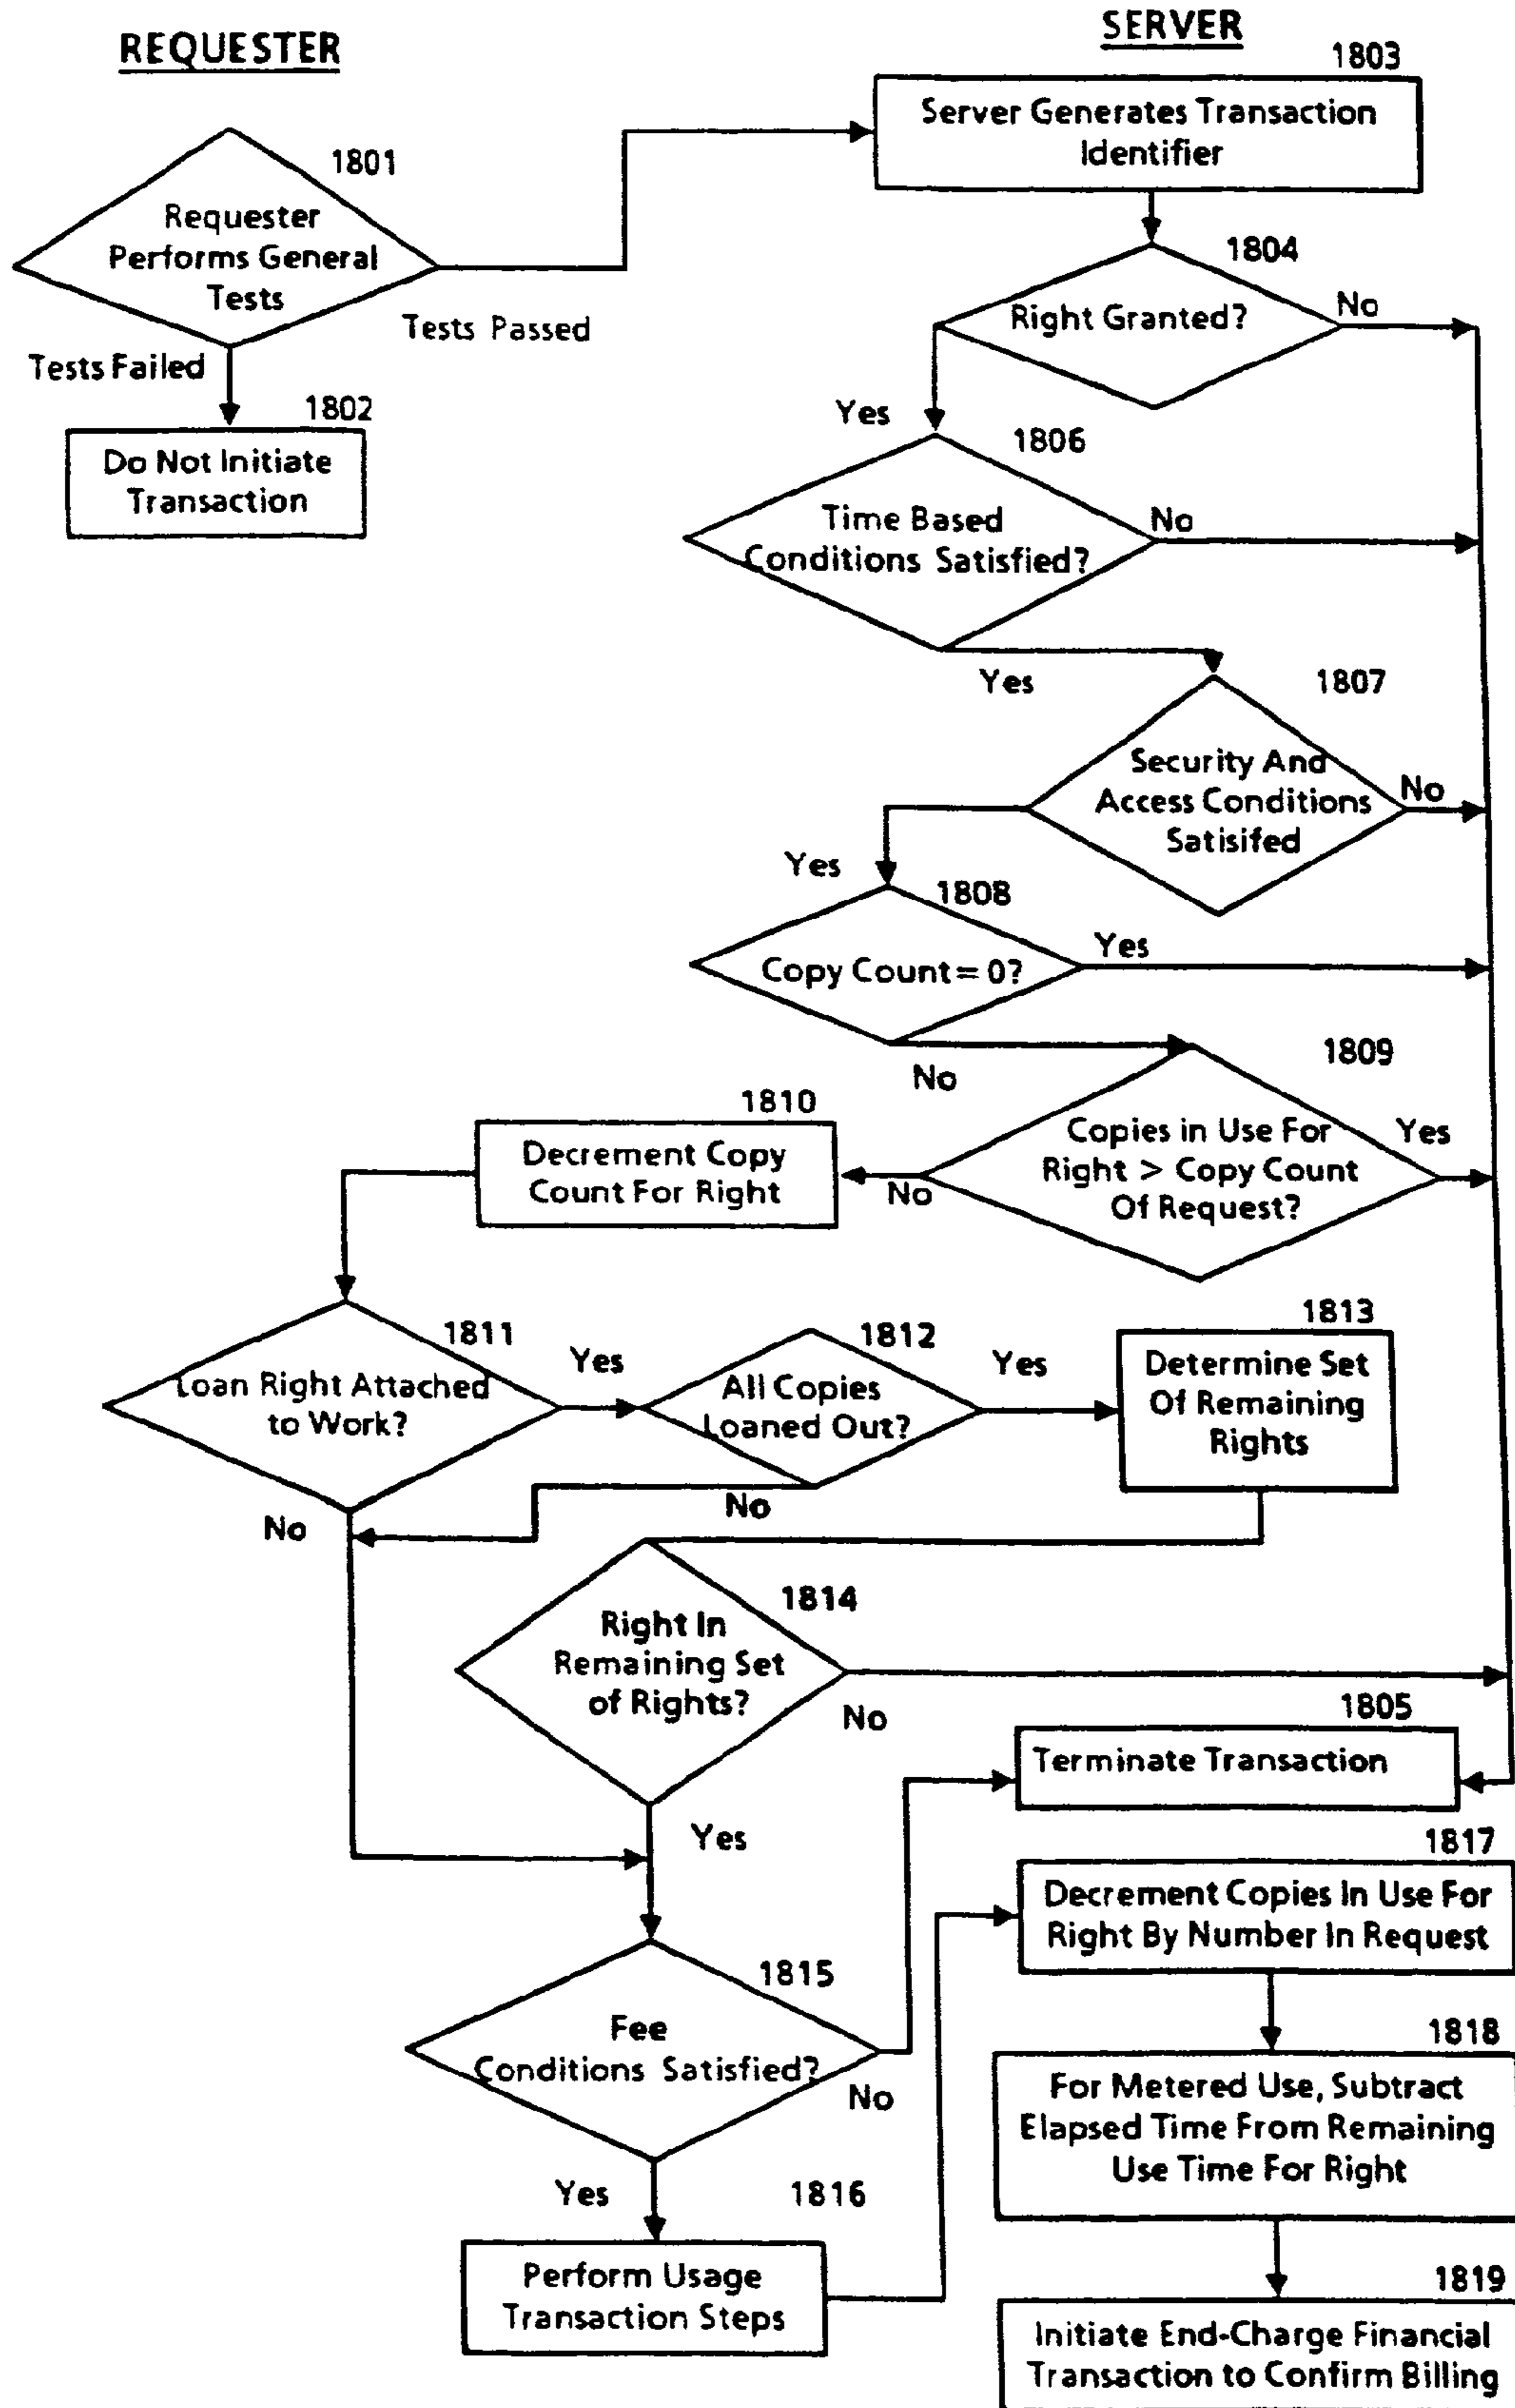 REQUESTER
SERVER
1803
Server Generates Transaction
Identifier
1801
Requester
Performs General
Tests
Tests Passed
Tests Failed
1802
Do Not Initiate
Transaction
1804
Right Granted?
No
Yes
1806
Time Based
Conditions Satisfied?
No
Yes
1807
Security And
Access Conditions
Satisifed
No
Yes
1808
Copy Count = 0?
Yes
No
1809
Copies in Use For
Right > Copy Count
Of Request?
Yes
No
1810
Decrement Copy
Count For Right
1811
Loan Right Attached
to Work?
Yes
No
1812
All Copies
Loaned Out?
Yes
No
1813
Determine Set
Of Remaining
Rights
1814
Right In
Remaining Set
of Rights?
No
Yes
1805
Terminate Transaction
1815
Fee
Conditions Satisfied?
No
Yes
1816
Perform Usage
Transaction Steps
1817
Decrement Copies In Use For
Right By Number In Request
1818
For Metered Use, Subtract
Elapsed Time From Remaining
Use Time For Right
1819
Initiate End-Charge Financial
Transaction to Confirm Billing